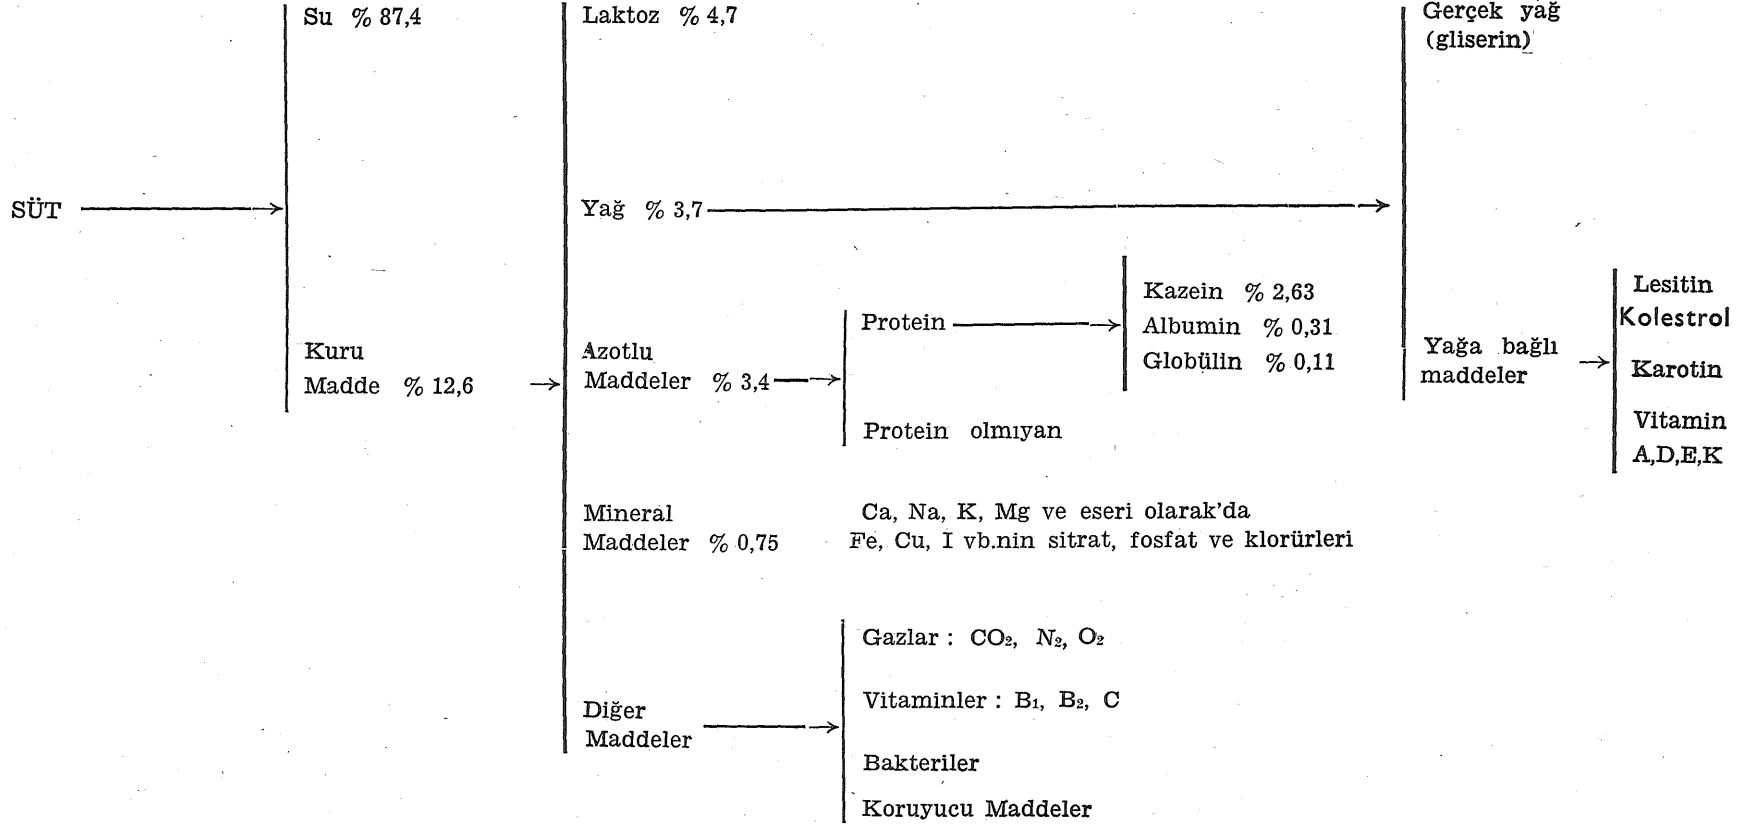 SÜT
Su % 87,4
Kuru
Madde % 12,6
Laktoz % 4,7
Yağ % 3,7
Azotlu
Maddeler % 3,4
Mineral
Maddeler % 0,75
Diğer
Maddeler
Protein
Protein olmıyan
Kazein % 2,63
Albumin % 0,31
Globülin % 0,11
Ca, Na, K, Mg ve eseri olarak'da
Fe, Cu, I vb.nin sitrat, fosfat ve klorürleri
Gazlar : CO₂, N₂, O₂
Vitaminler : B₁, B₂, C
Bakteriler
Koruyucu Maddeler
Gerçek yağ
(gliserin)
Yağa bağlı
maddeler
Lesitin
Kolestrol
Karotin
Vitamin
A,D,E,K